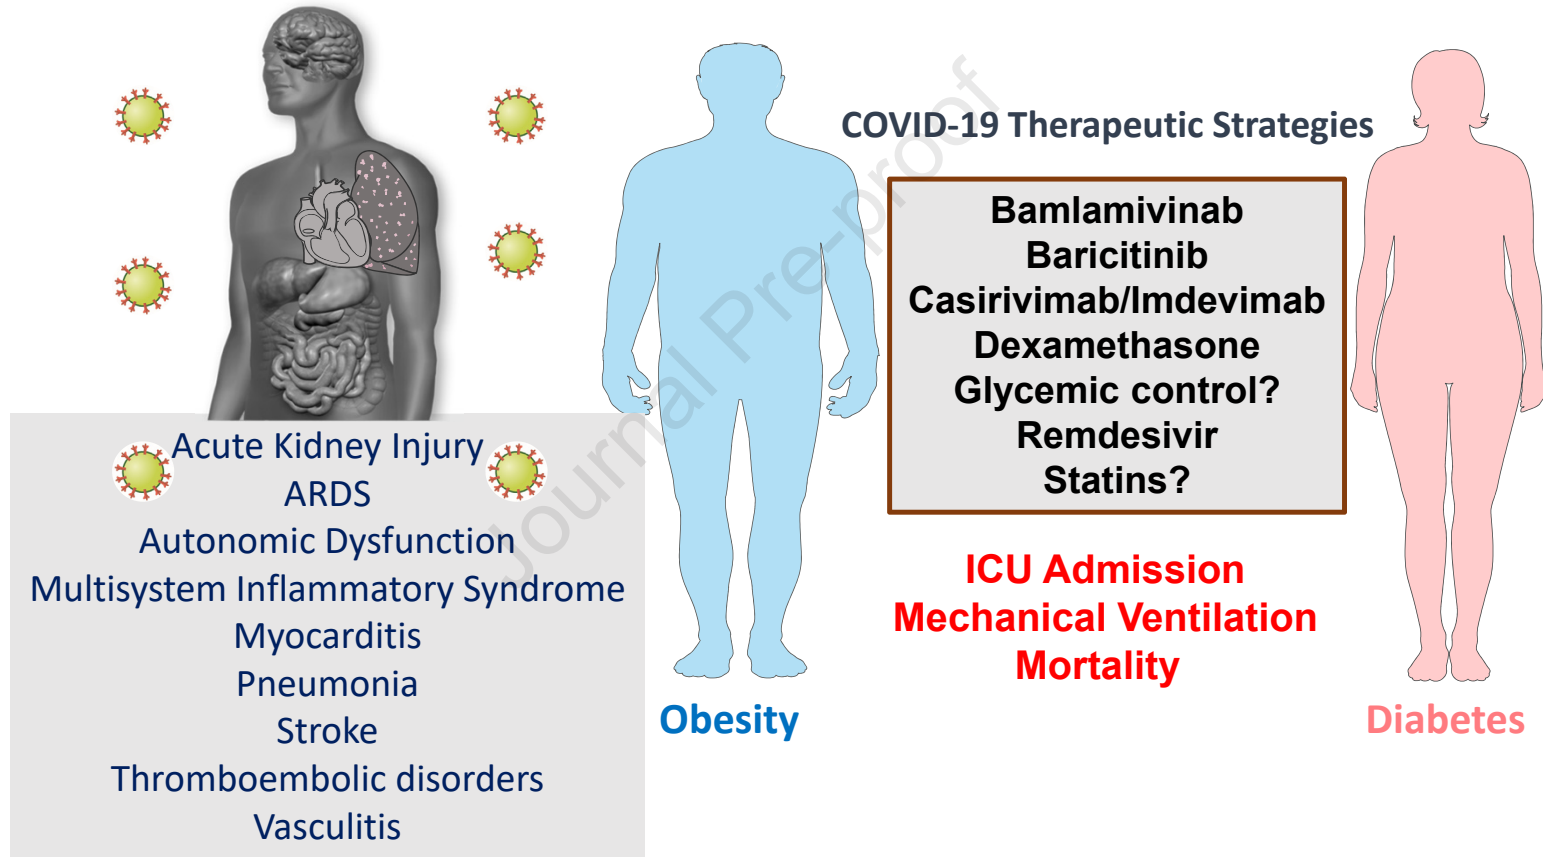 COVID-19 Therapeutic Strategies
Bamlamivinab
Baricitinib
Casirivimab/Imdevimab
Dexamethasone
Glycemic control?
Remdesivir
Statins?
ICU Admission
Mechanical Ventilation
Mortality
Acute Kidney Injury
ARDS
Autonomic Dysfunction
Multisystem Inflammatory Syndrome
Myocarditis
Pneumonia
Stroke
Thromboembolic disorders
Vasculitis
Obesity
Diabetes
Journal Pre-proof